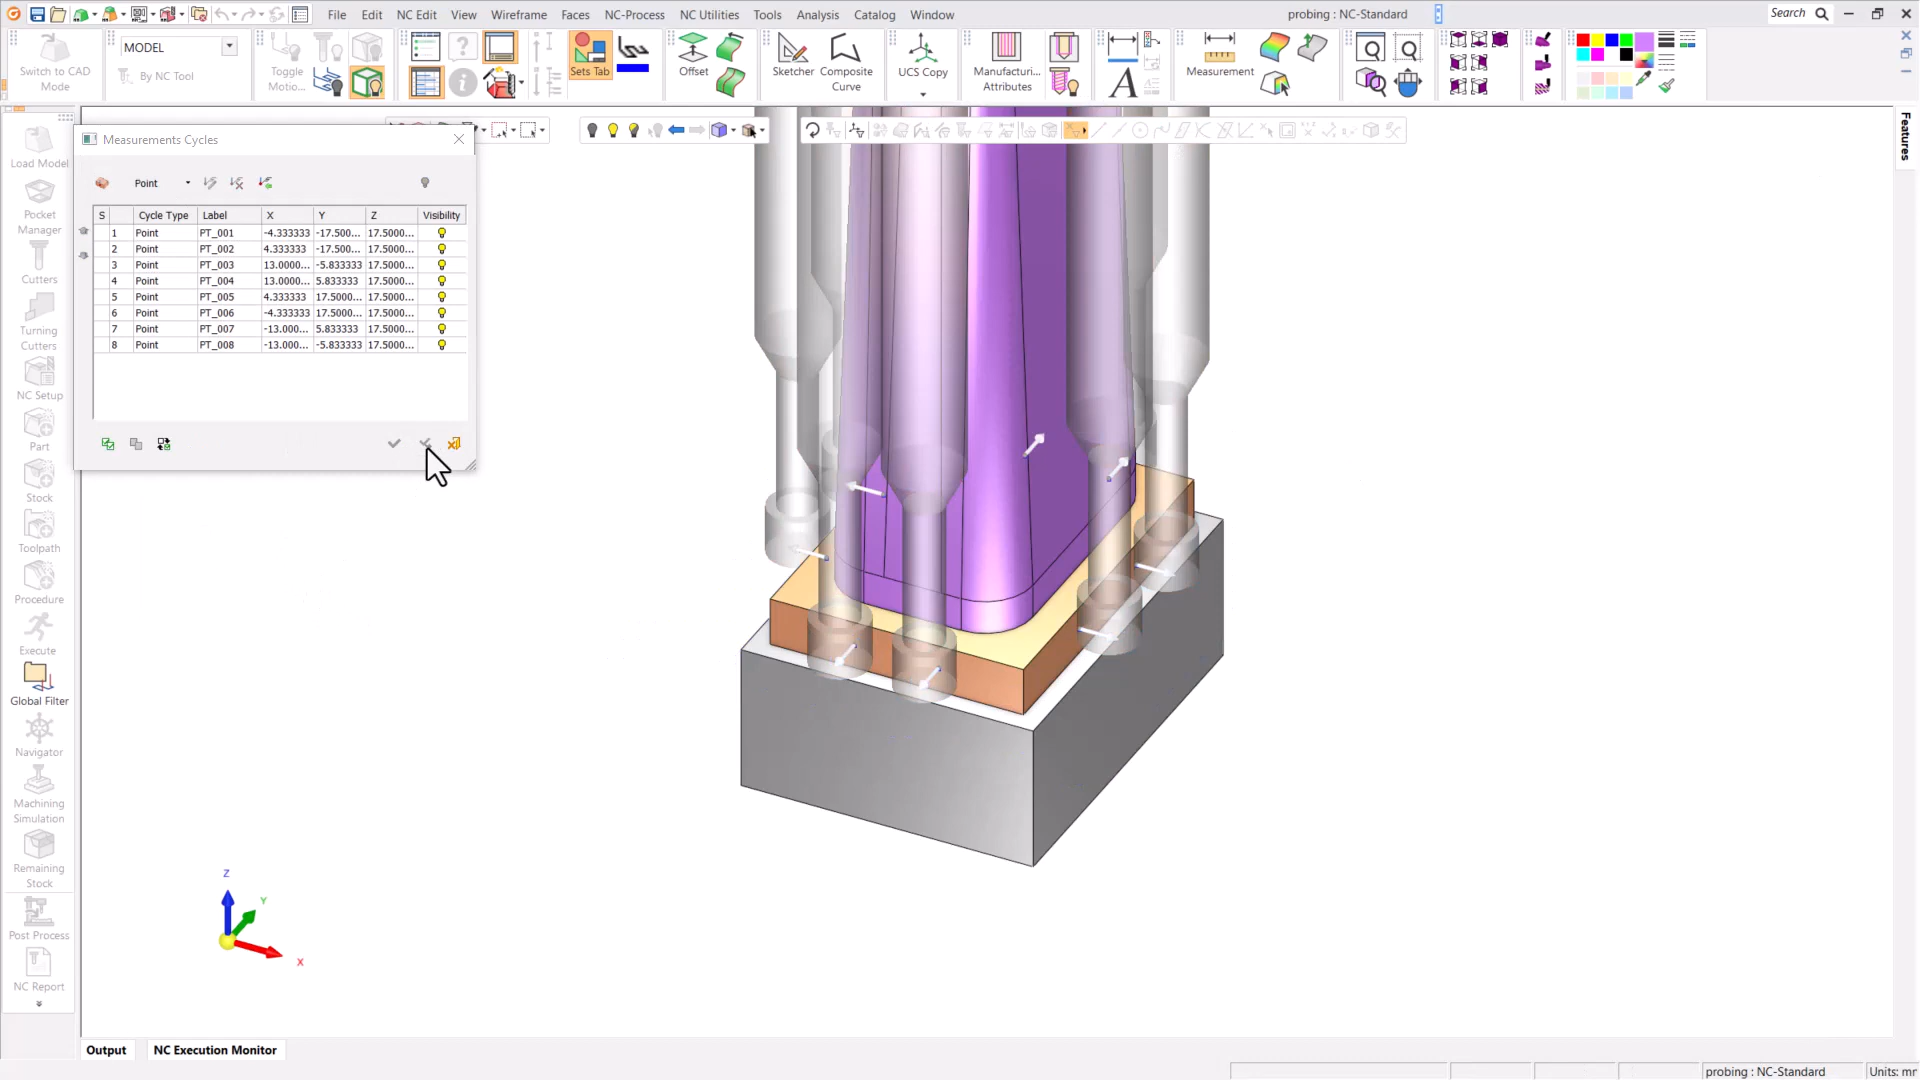 File Edit NC Edit View Wireframe Faces NC-Process NC Utilities Tools Analysis Catalog Window probing : NC-Standard Search
Switch to CAD Mode
MODEL
By NC Tool
Toggle Motio...
Sets Tab
Offset
Sketcher
Composite Curve
UCS Copy
Manufacturi... Attributes
Measurement
Features
Load Model
Pocket Manager
Cutters
Turning Cutters
NC Setup
Part
Stock
Toolpath
Procedure
Execute
Global Filter
Navigator
Machining Simulation
Remaining Stock
Post Process
NC Report
Measurements Cycles
Point
S Cycle Type Label X Y Z Visibility
1 Point PT_001 -4.333333 -17.500... 17.5000...
2 Point PT_002 4.333333 -17.500... 17.5000...
3 Point PT_003 13.0000... -5.833333 17.5000...
4 Point PT_004 13.0000... 5.833333 17.5000...
5 Point PT_005 4.333333 17.5000... 17.5000...
6 Point PT_006 -4.333333 17.5000... 17.5000...
7 Point PT_007 -13.000... 5.833333 17.5000...
8 Point PT_008 -13.000... -5.833333 17.5000...
Z
Y
X
Output NC Execution Monitor
probing : NC-Standard Units: mr